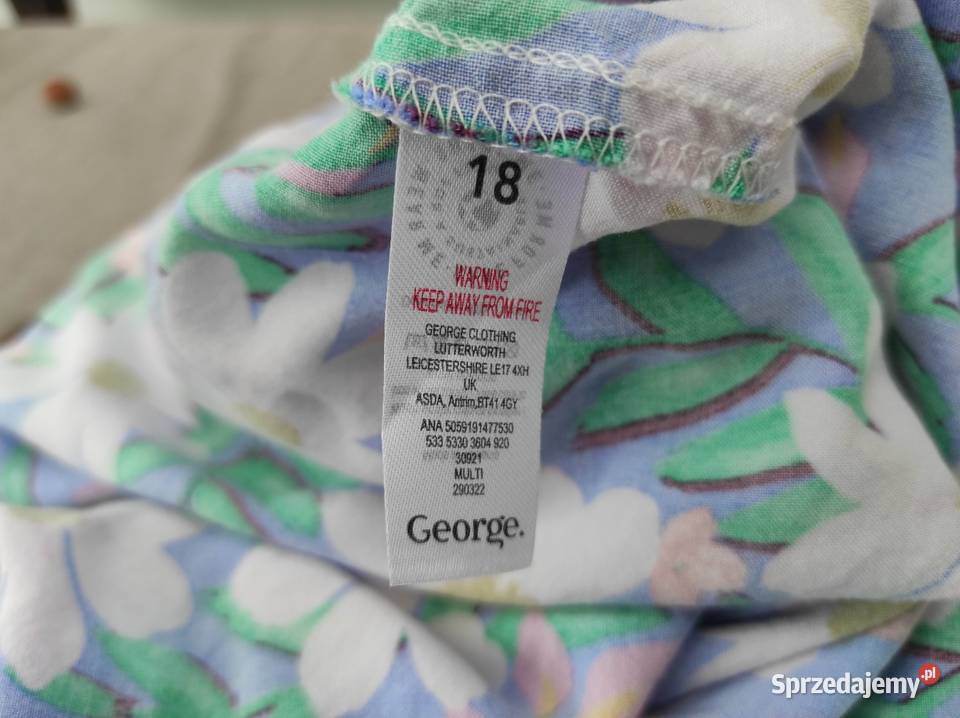 18
WARNING
KEEP AWAY FROM FIRE
GEORGE CLOTHING
LUTTERWORTH
LEICESTERSHIRE LE17 4XH
UK
ASDA, Antrim,BT41 4GY
ANA 5059191477530
533 5330 3604 920
30921
MULTI
290322
George.
Sprzedajemy.pl